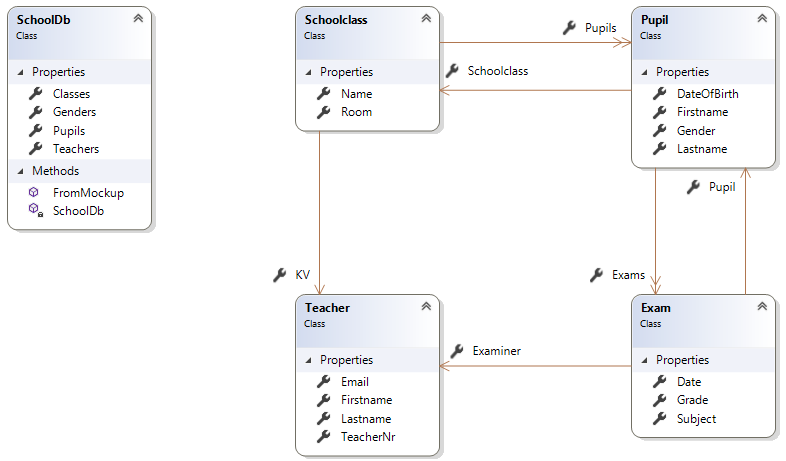 SchoolDb
Class
Properties
Classes
Genders
Pupils
Teachers
Methods
FromMockup
SchoolDb
Schoolclass
Class
Properties
Name
Room
Pupils
Schoolclass
Pupil
Class
Properties
DateOfBirth
Firstname
Gender
Lastname
Pupil
KV
Exams
Teacher
Class
Properties
Email
Firstname
Lastname
TeacherNr
Examiner
Exam
Class
Properties
Date
Grade
Subject